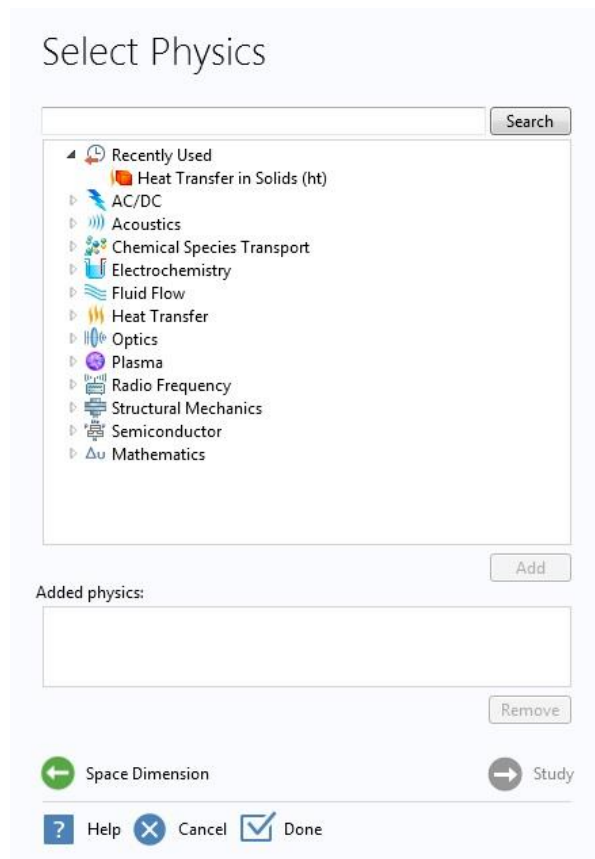 Select Physics
Search
Recently Used
Heat Transfer in Solids (ht)
AC/DC
Acoustics
Chemical Species Transport
Electrochemistry
Fluid Flow
Heat Transfer
Optics
Plasma
Radio Frequency
Structural Mechanics
Semiconductor
Δu Mathematics
Add
Added physics:
Remove
Space Dimension Study
? Help Cancel Done